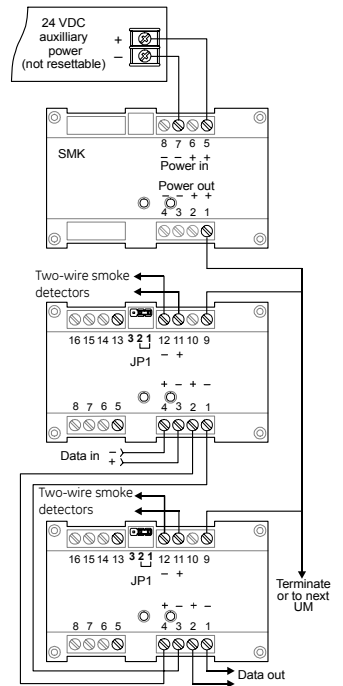 24 VDC
auxilliary
power
(not resettable)
+
–
8 7 6 5
– – + +
SMK
Power in
Power out
– – + +
4 3 2 1
Two-wire smoke
detectors
16 15 14 13 3 2 1 12 11 10 9
JP1 – +
+ – + –
8 7 6 5 4 3 2 1
Data in –
+
Two-wire smoke
detectors
16 15 14 13 3 2 1 12 11 10 9
JP1 – +
Terminate
or to next
UM
+ – + –
8 7 6 5 4 3 2 1
Data out